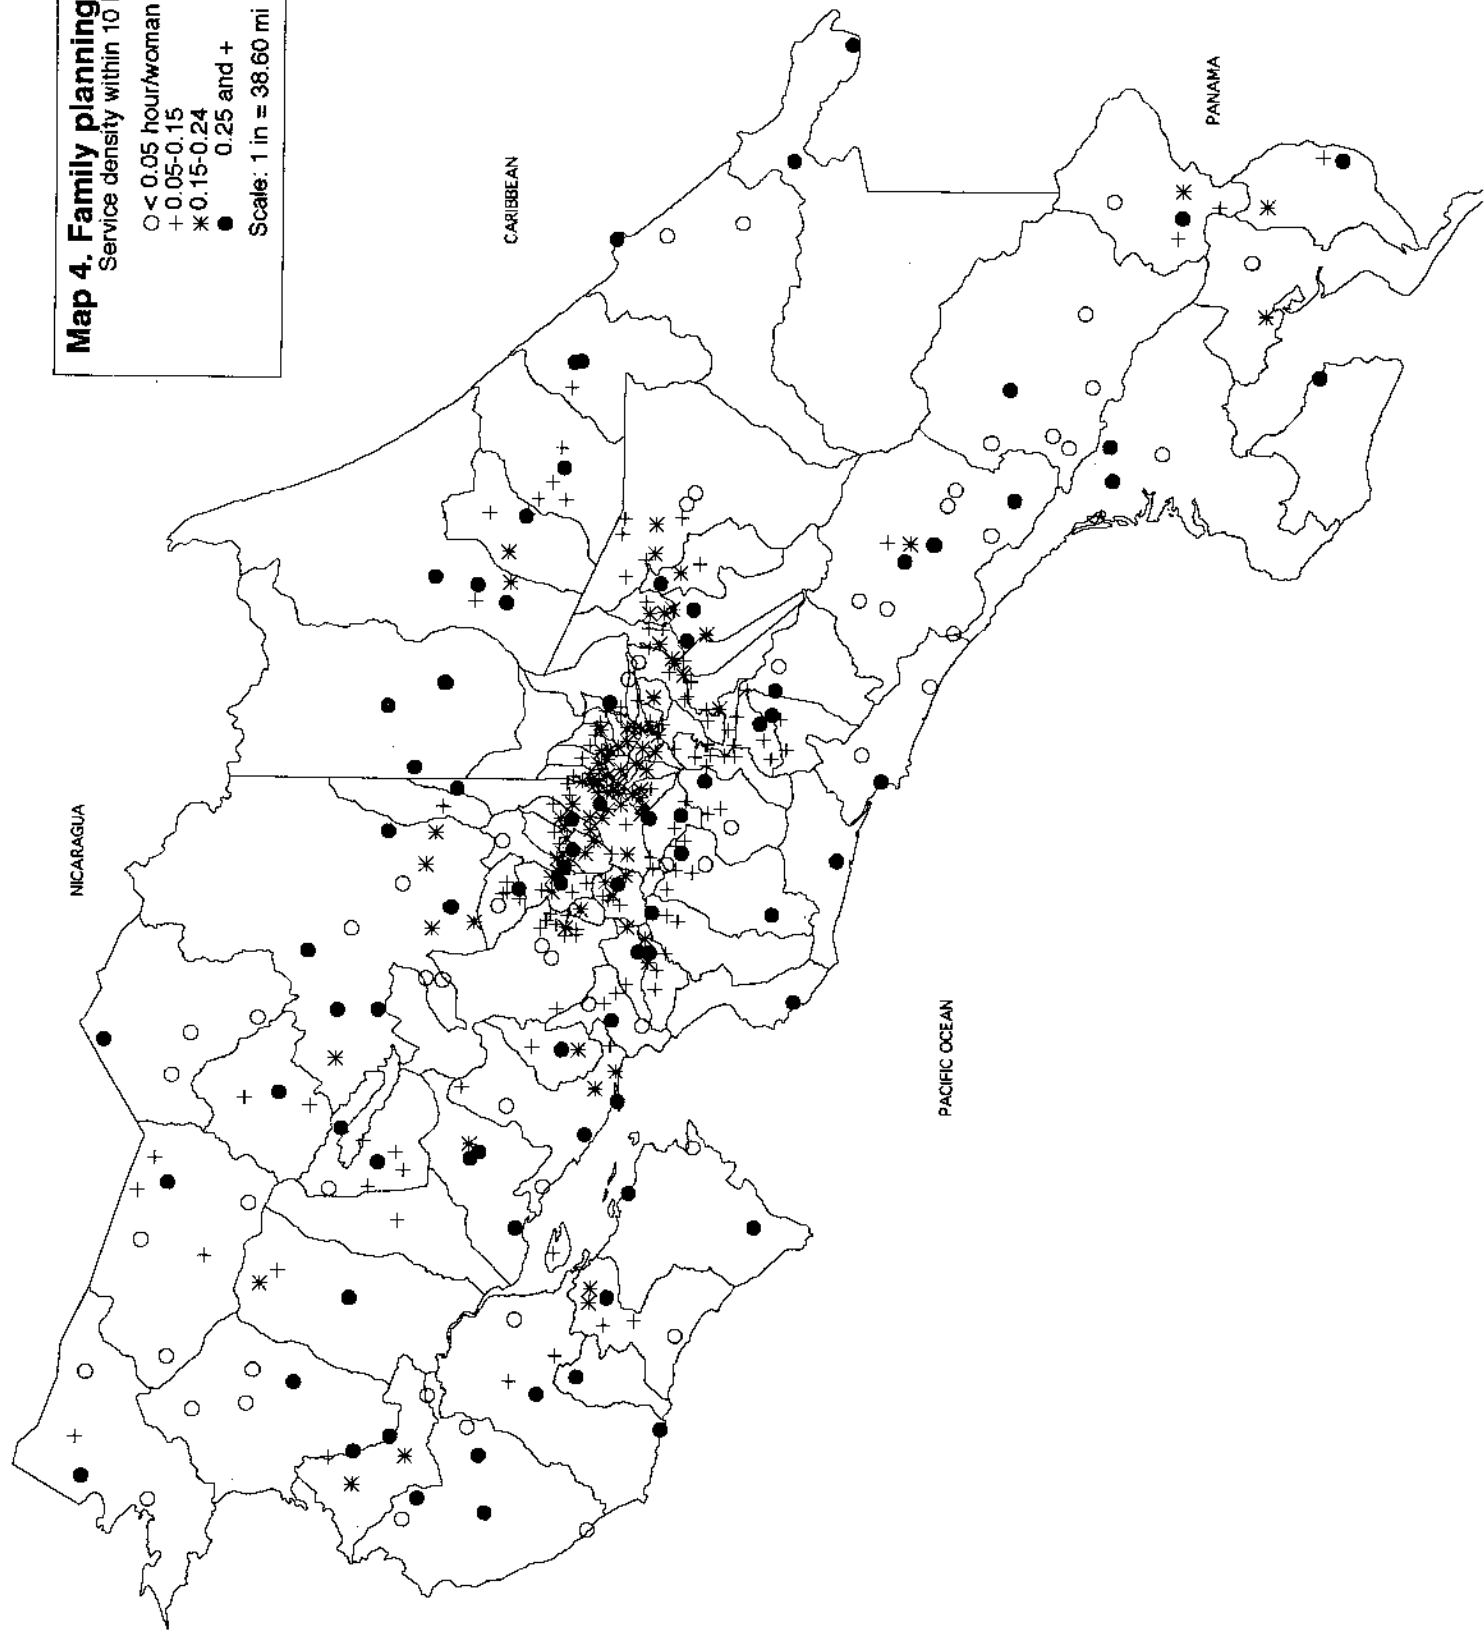 Map 4. Family planning
Service density within 10
○ < 0.05 hour/woman
+ 0.05-0.15
✳ 0.15-0.24
● 0.25 and +
Scale: 1 in = 38.60 mi
NICARAGUA
CARIBBEAN
PANAMA
PACIFIC OCEAN